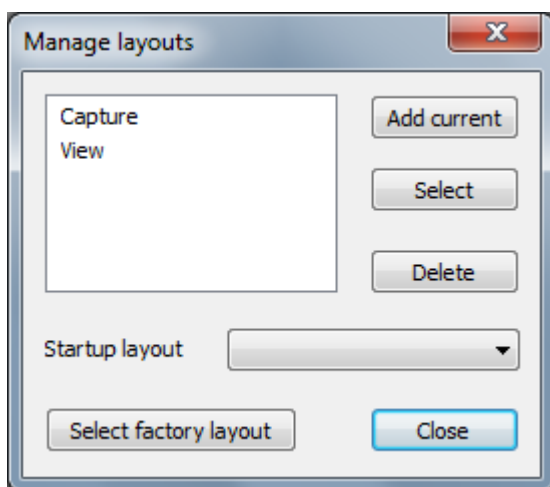 Manage layouts
Capture
View
Add current
Select
Delete
Startup layout
Select factory layout
Close